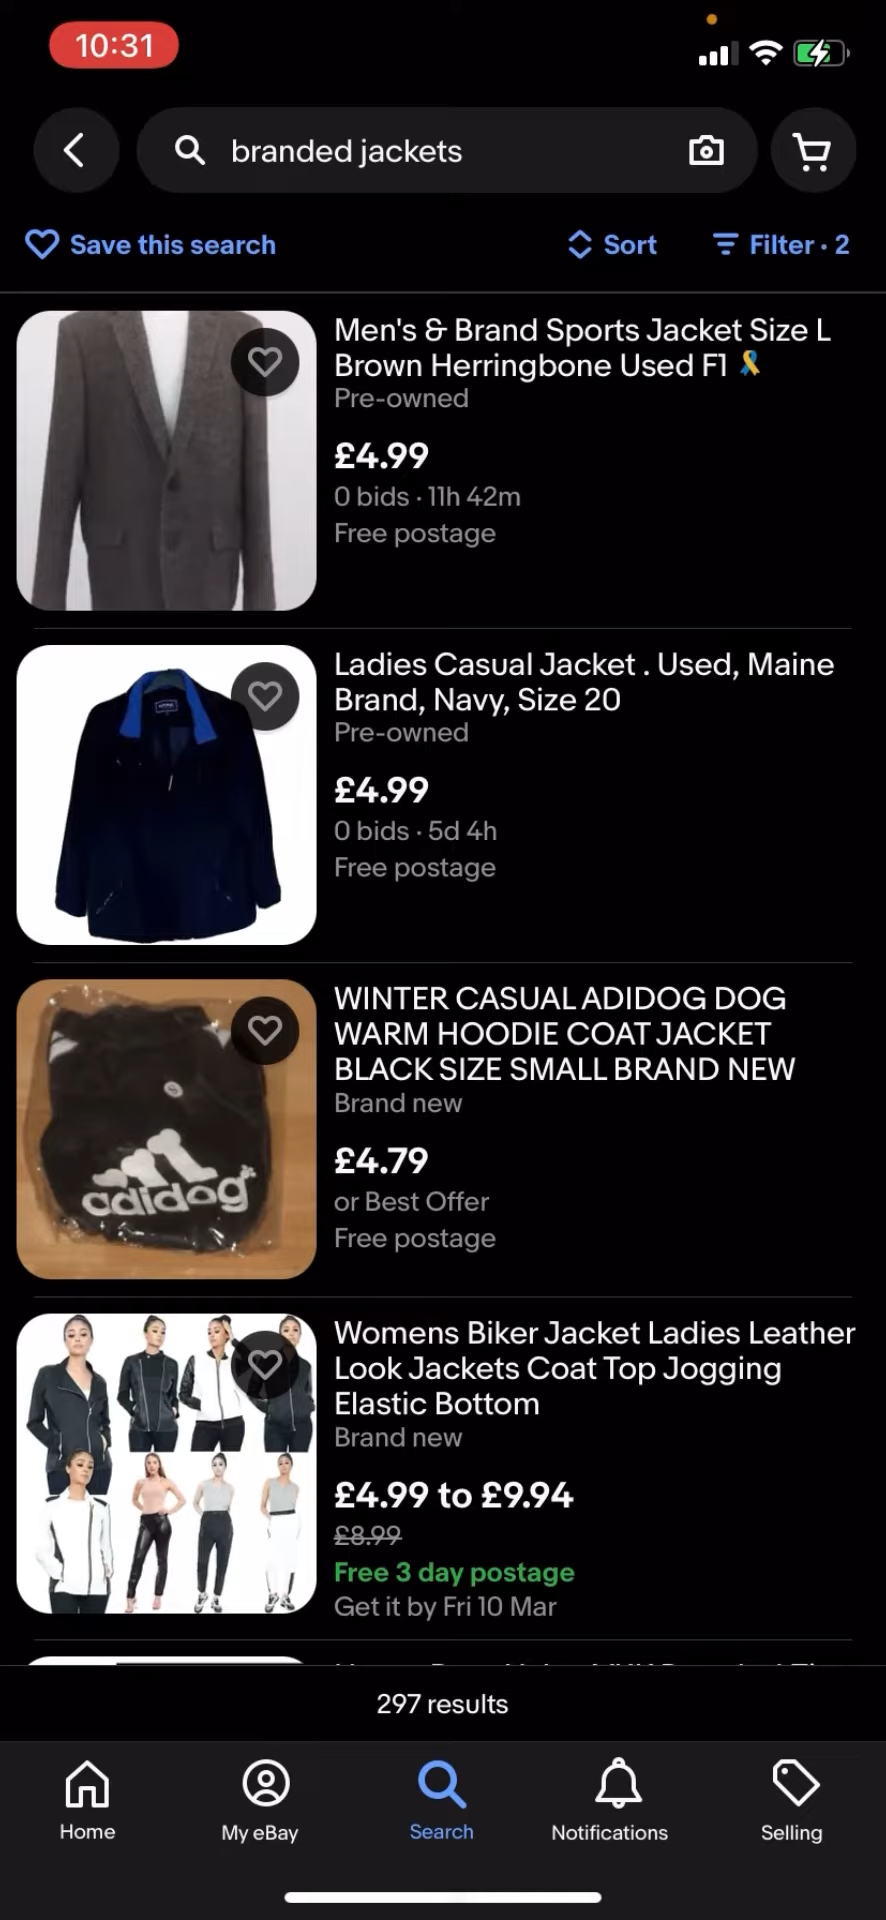 10:31
branded jackets
Save this search
Sort
Filter · 2
Men's & Brand Sports Jacket Size L
Brown Herringbone Used F1 🎗️
Pre-owned
£4.99
0 bids · 11h 42m
Free postage
Ladies Casual Jacket . Used, Maine
Brand, Navy, Size 20
Pre-owned
£4.99
0 bids · 5d 4h
Free postage
adidog
WINTER CASUAL ADIDOG DOG
WARM HOODIE COAT JACKET
BLACK SIZE SMALL BRAND NEW
Brand new
£4.79
or Best Offer
Free postage
Womens Biker Jacket Ladies Leather
Look Jackets Coat Top Jogging
Elastic Bottom
Brand new
£4.99 to £9.94
£8.99
Free 3 day postage
Get it by Fri 10 Mar
297 results
Home
My eBay
Search
Notifications
Selling